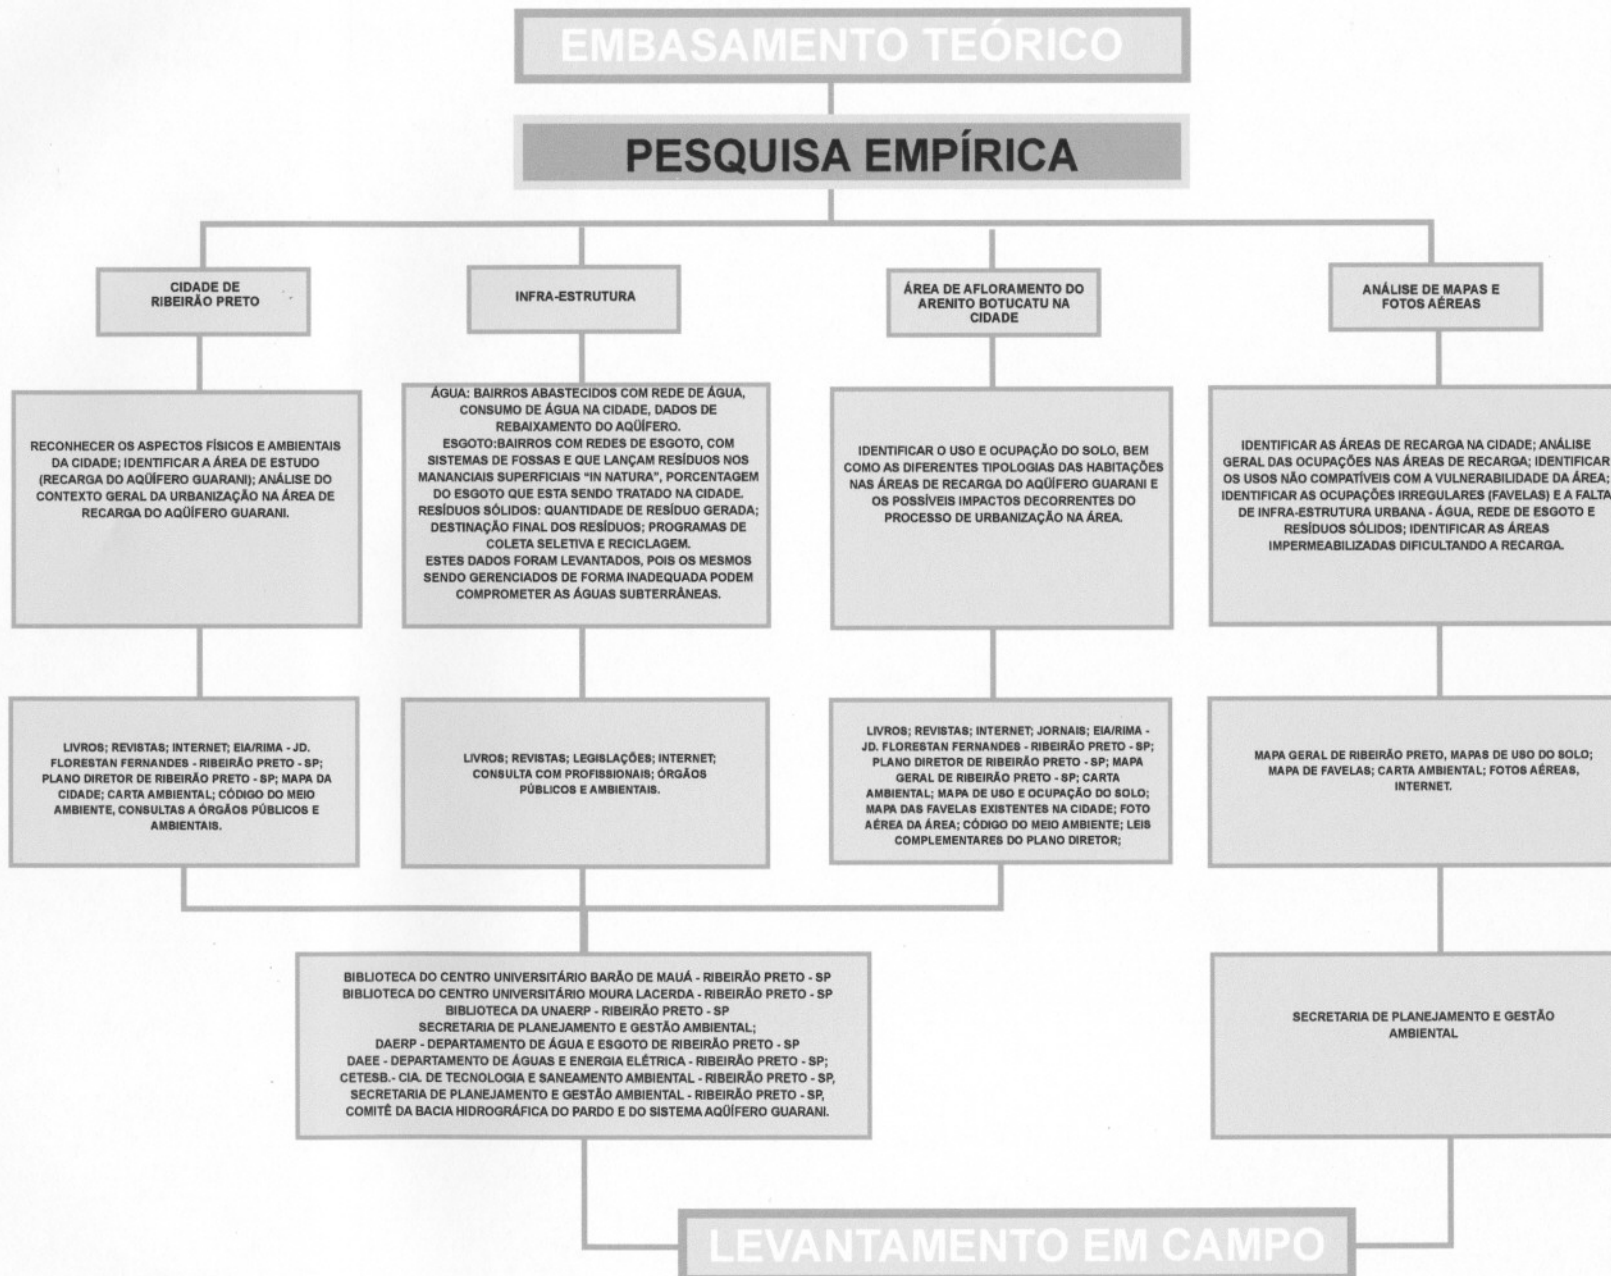 EMBASAMENTO TEÓRICO
PESQUISA EMPÍRICA
CIDADE DE
RIBEIRÃO PRETO
INFRA-ESTRUTURA
ÁREA DE AFLORAMENTO DO
ARENITO BOTUCATU NA
CIDADE
ANÁLISE DE MAPAS E
FOTOS AÉREAS
RECONHECER OS ASPECTOS FÍSICOS E AMBIENTAIS
DA CIDADE; IDENTIFICAR A ÁREA DE ESTUDO
(RECARGA DO AQÜÍFERO GUARANI); ANÁLISE DO
CONTEXTO GERAL DA URBANIZAÇÃO NA ÁREA DE
RECARGA DO AQÜÍFERO GUARANI.
ÁGUA: BAIRROS ABASTECIDOS COM REDE DE ÁGUA,
CONSUMO DE ÁGUA NA CIDADE, DADOS DE
REBAIXAMENTO DO AQÜÍFERO.
ESGOTO:BAIRROS COM REDES DE ESGOTO, COM
SISTEMAS DE FOSSAS E QUE LANÇAM RESÍDUOS NOS
MANANCIAIS SUPERFICIAIS "IN NATURA", PORCENTAGEM
DO ESGOTO QUE ESTA SENDO TRATADO NA CIDADE.
RESÍDUOS SÓLIDOS: QUANTIDADE DE RESÍDUO GERADA;
DESTINAÇÃO FINAL DOS RESÍDUOS; PROGRAMAS DE
COLETA SELETIVA E RECICLAGEM.
ESTES DADOS FORAM LEVANTADOS, POIS OS MESMOS
SENDO GERENCIADOS DE FORMA INADEQUADA PODEM
COMPROMETER AS ÁGUAS SUBTERRÂNEAS.
IDENTIFICAR O USO E OCUPAÇÃO DO SOLO, BEM
COMO AS DIFERENTES TIPOLOGIAS DAS HABITAÇÕES
NAS ÁREAS DE RECARGA DO AQÜÍFERO GUARANI E
OS POSSÍVEIS IMPACTOS DECORRENTES DO
PROCESSO DE URBANIZAÇÃO NA ÁREA.
IDENTIFICAR AS ÁREAS DE RECARGA NA CIDADE; ANÁLISE
GERAL DAS OCUPAÇÕES NAS ÁREAS DE RECARGA; IDENTIFICAR
OS USOS NÃO COMPATÍVEIS COM A VULNERABILIDADE DA ÁREA;
IDENTIFICAR AS OCUPAÇÕES IRREGULARES (FAVELAS) E A FALTA
DE INFRA-ESTRUTURA URBANA - ÁGUA, REDE DE ESGOTO E
RESÍDUOS SÓLIDOS; IDENTIFICAR AS ÁREAS
IMPERMEABILIZADAS DIFICULTANDO A RECARGA.
LIVROS; REVISTAS; INTERNET; EIA/RIMA - JD.
FLORESTAN FERNANDES - RIBEIRÃO PRETO - SP;
PLANO DIRETOR DE RIBEIRÃO PRETO - SP; MAPA DA
CIDADE; CARTA AMBIENTAL; CÓDIGO DO MEIO
AMBIENTE, CONSULTAS A ÓRGÃOS PÚBLICOS E
AMBIENTAIS.
LIVROS; REVISTAS; LEGISLAÇÕES; INTERNET;
CONSULTA COM PROFISSIONAIS; ÓRGÃOS
PÚBLICOS E AMBIENTAIS.
LIVROS; REVISTAS; INTERNET; JORNAIS; EIA/RIMA -
JD. FLORESTAN FERNANDES - RIBEIRÃO PRETO - SP;
PLANO DIRETOR DE RIBEIRÃO PRETO - SP; MAPA
GERAL DE RIBEIRÃO PRETO - SP; CARTA
AMBIENTAL; MAPA DE USO E OCUPAÇÃO DO SOLO;
MAPA DAS FAVELAS EXISTENTES NA CIDADE; FOTO
AÉREA DA ÁREA; CÓDIGO DO MEIO AMBIENTE; LEIS
COMPLEMENTARES DO PLANO DIRETOR;
MAPA GERAL DE RIBEIRÃO PRETO, MAPAS DE USO DO SOLO;
MAPA DE FAVELAS; CARTA AMBIENTAL; FOTOS AÉREAS,
INTERNET.
BIBLIOTECA DO CENTRO UNIVERSITÁRIO BARÃO DE MAUÁ - RIBEIRÃO PRETO - SP
BIBLIOTECA DO CENTRO UNIVERSITÁRIO MOURA LACERDA - RIBEIRÃO PRETO - SP
BIBLIOTECA DA UNAERP - RIBEIRÃO PRETO - SP
SECRETARIA DE PLANEJAMENTO E GESTÃO AMBIENTAL;
DAERP - DEPARTAMENTO DE ÁGUA E ESGOTO DE RIBEIRÃO PRETO - SP
DAEE - DEPARTAMENTO DE ÁGUAS E ENERGIA ELÉTRICA - RIBEIRÃO PRETO - SP;
CETESB.- CIA. DE TECNOLOGIA E SANEAMENTO AMBIENTAL - RIBEIRÃO PRETO - SP,
SECRETARIA DE PLANEJAMENTO E GESTÃO AMBIENTAL - RIBEIRÃO PRETO - SP,
COMITÊ DA BACIA HIDROGRÁFICA DO PARDO E DO SISTEMA AQÜÍFERO GUARANI.
SECRETARIA DE PLANEJAMENTO E GESTÃO
AMBIENTAL
LEVANTAMENTO EM CAMPO